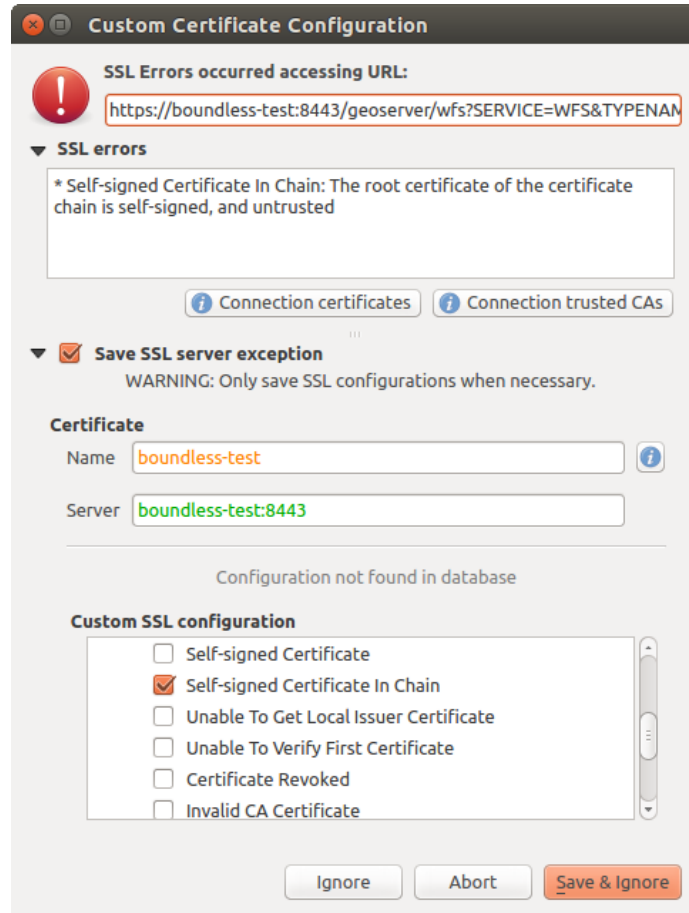 Custom Certificate Configuration
SSL Errors occurred accessing URL:
https://boundless-test:8443/geoserver/wfs?SERVICE=WFS&TYPENAM
SSL errors
* Self-signed Certificate In Chain: The root certificate of the certificate
chain is self-signed, and untrusted
Connection certificates
Connection trusted CAs
Save SSL server exception
WARNING: Only save SSL configurations when necessary.
Certificate
Name boundless-test
Server boundless-test:8443
Configuration not found in database
Custom SSL configuration
Self-signed Certificate
Self-signed Certificate In Chain
Unable To Get Local Issuer Certificate
Unable To Verify First Certificate
Certificate Revoked
Invalid CA Certificate
Ignore
Abort
Save & Ignore